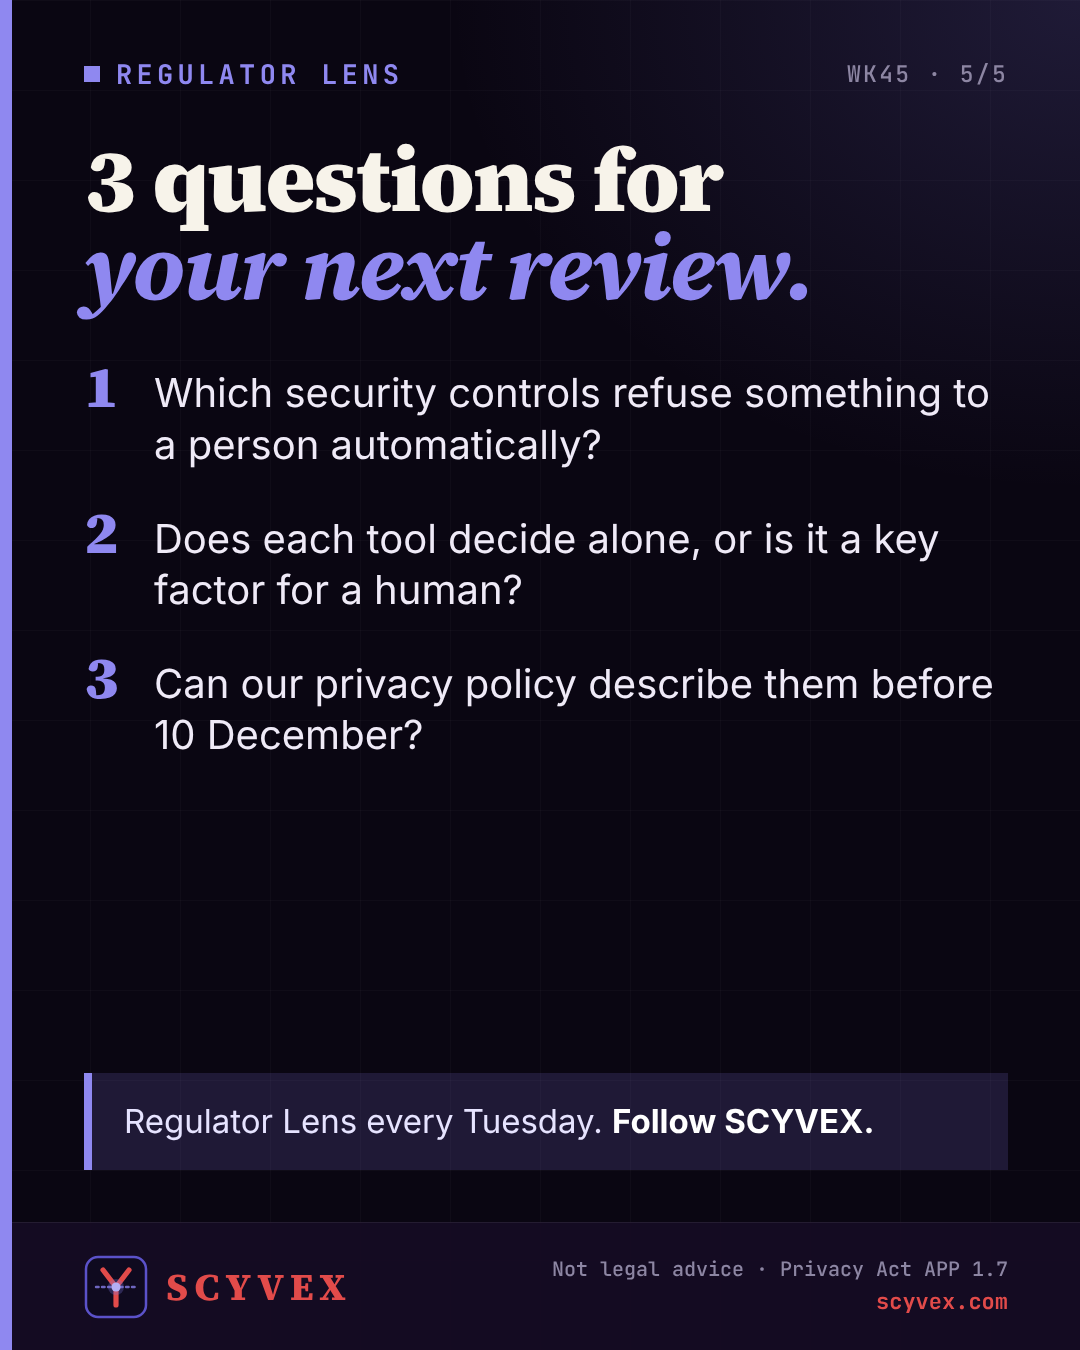 REGULATOR LENS
WK45 · 5/5
3 questions for
your next review.
1 Which security controls refuse something to
a person automatically?
2 Does each tool decide alone, or is it a key
factor for a human?
3 Can our privacy policy describe them before
10 December?
Regulator Lens every Tuesday. Follow SCYVEX.
SCYVEX
Not legal advice · Privacy Act APP 1.7
scyvex.com